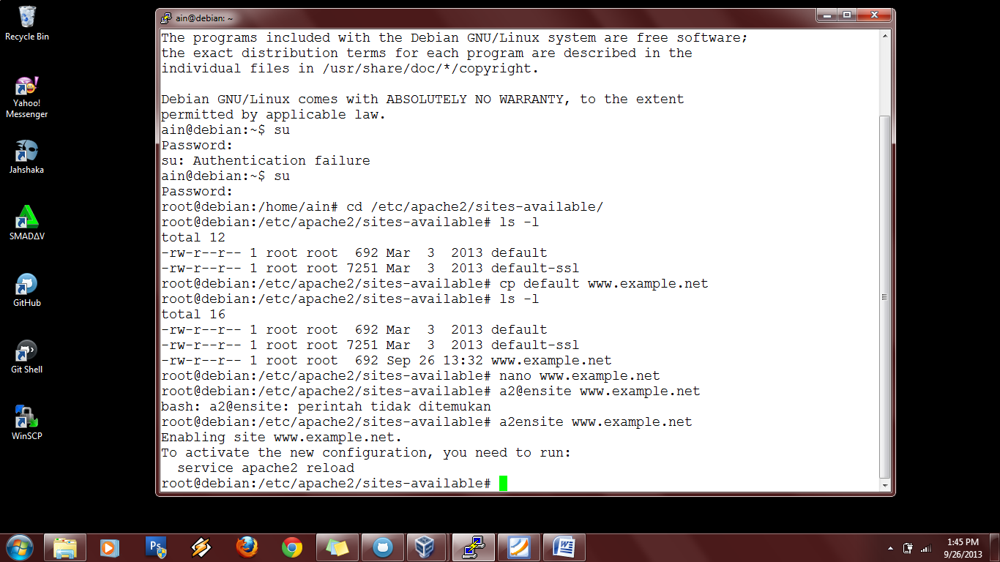 Recycle Bin
Yahoo!
Messenger
Jahshaka
SMADΔV
GitHub
Git Shell
WinSCP
ain@debian: ~
The programs included with the Debian GNU/Linux system are free software;
the exact distribution terms for each program are described in the
individual files in /usr/share/doc/*/copyright.
Debian GNU/Linux comes with ABSOLUTELY NO WARRANTY, to the extent
permitted by applicable law.
ain@debian:~$ su
Password:
su: Authentication failure
ain@debian:~$ su
Password:
root@debian:/home/ain# cd /etc/apache2/sites-available/
root@debian:/etc/apache2/sites-available# ls -l
total 12
-rw-r--r-- 1 root root  692 Mar  3  2013 default
-rw-r--r-- 1 root root 7251 Mar  3  2013 default-ssl
root@debian:/etc/apache2/sites-available# cp default www.example.net
root@debian:/etc/apache2/sites-available# ls -l
total 16
-rw-r--r-- 1 root root  692 Mar  3  2013 default
-rw-r--r-- 1 root root 7251 Mar  3  2013 default-ssl
-rw-r--r-- 1 root root  692 Sep 26 13:32 www.example.net
root@debian:/etc/apache2/sites-available# nano www.example.net
root@debian:/etc/apache2/sites-available# a2@ensite www.example.net
bash: a2@ensite: perintah tidak ditemukan
root@debian:/etc/apache2/sites-available# a2ensite www.example.net
Enabling site www.example.net.
To activate the new configuration, you need to run:
  service apache2 reload
root@debian:/etc/apache2/sites-available#
Ps
W
1:45 PM
9/26/2013